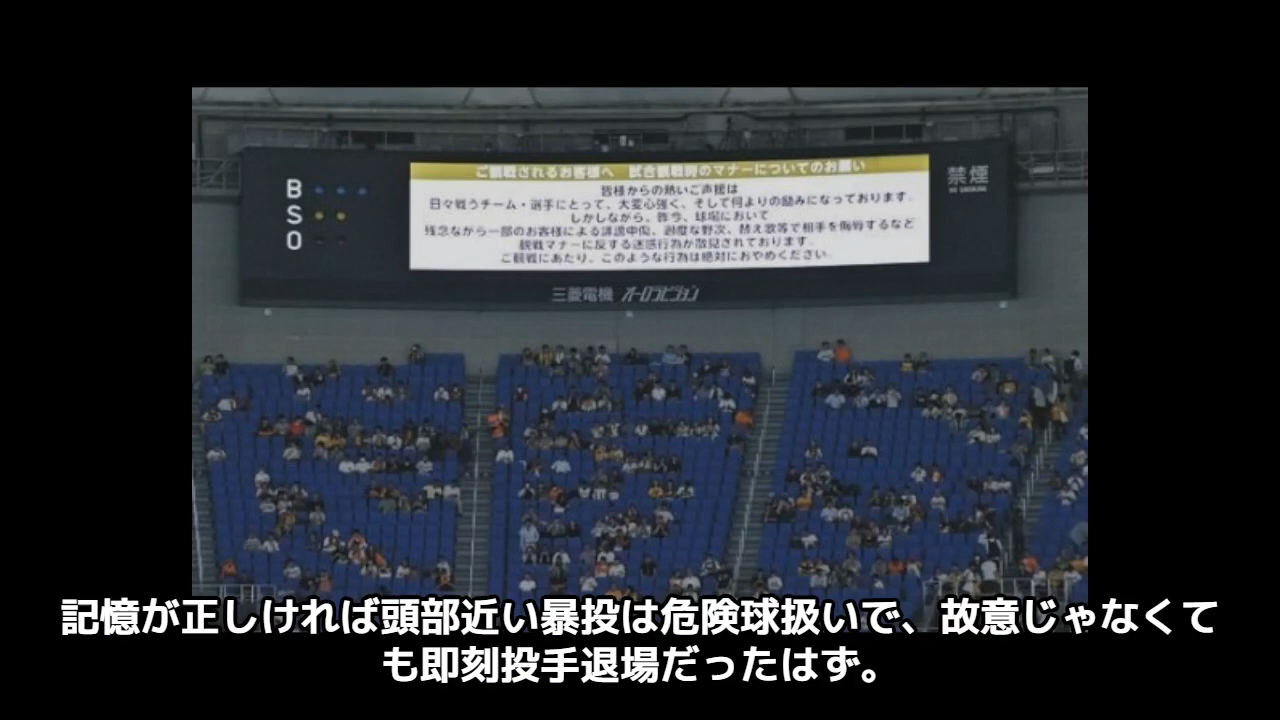 B
S
O
ご観戦されるお客様へ 試合観戦時のマナーについてのお願い
皆様からの熱いご声援は
日々戦うチーム・選手にとって、大変心強く、そして何よりの励みになっております。
しかしながら、昨今、球場において
残念ながら一部のお客様による誹謗中傷、過度な野次、替え歌等で相手を侮辱するなど
観戦マナーに反する迷惑行為が散見されております。
ご観戦にあたり、このような行為は絶対におやめください。
禁煙
NO SMOKING
三菱電機 オーロラビジョン
記憶が正しければ頭部近い暴投は危険球扱いで、故意じゃなくて
も即刻投手退場だったはず。